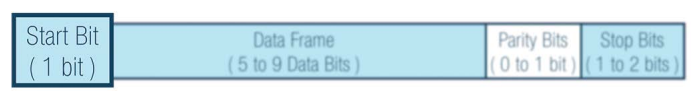 Start Bit
( 1 bit )
Data Frame
( 5 to 9 Data Bits )
Parity Bits
( 0 to 1 bit )
Stop Bits
( 1 to 2 bits )